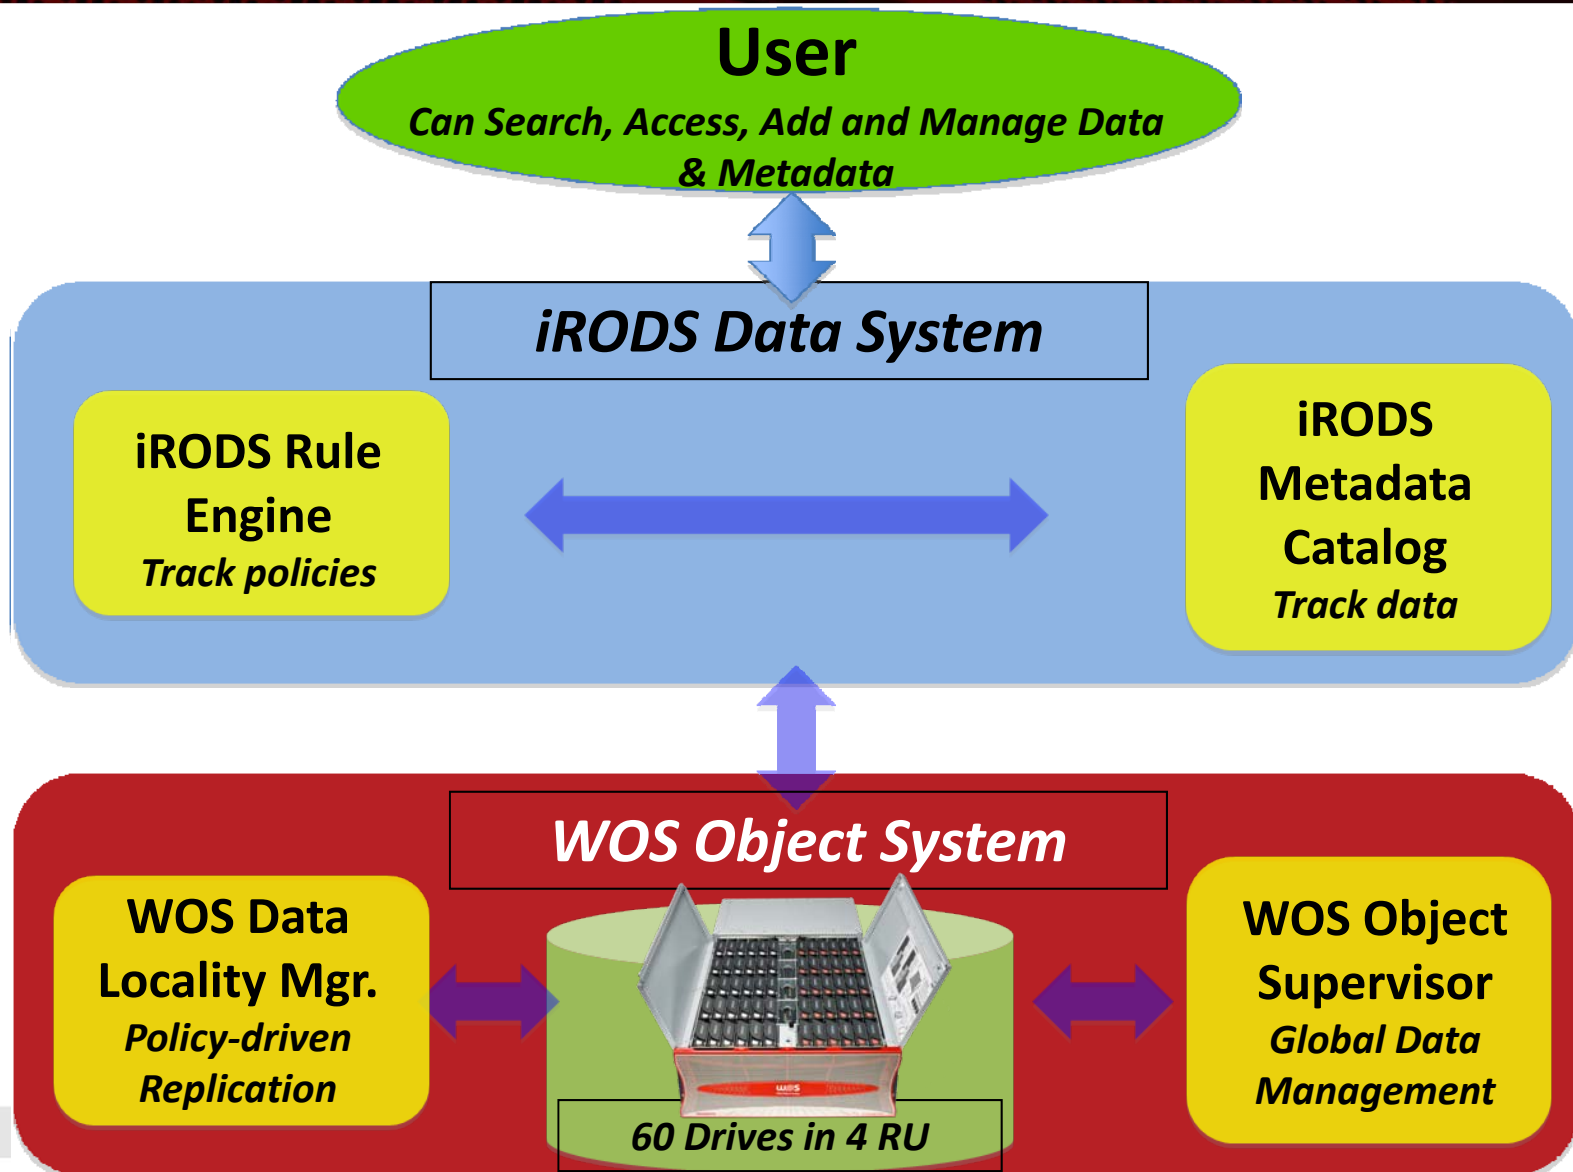 User
Can Search, Access, Add and Manage Data
& Metadata
iRODS Data System
iRODS Rule
Engine
Track policies
iRODS
Metadata
Catalog
Track data
WOS Object System
WOS Data
Locality Mgr.
Policy-driven
Replication
WOS
60 Drives in 4 RU
WOS Object
Supervisor
Global Data
Management